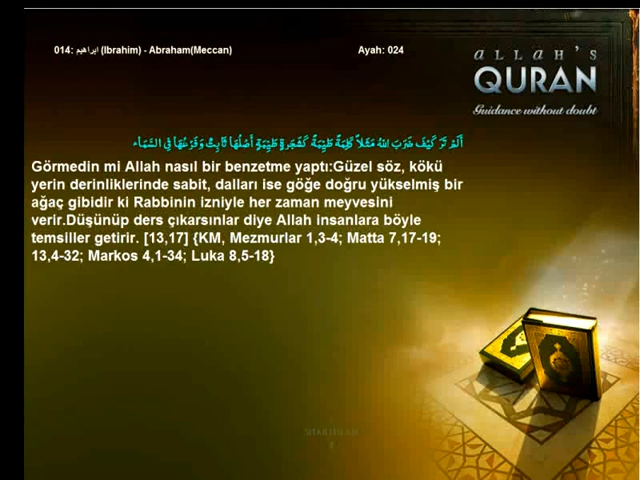 014: ابراهيم (Ibrahim) - Abraham(Meccan)
Ayah: 024
ALLAH'S
QURAN
Guidance without doubt
أَلَمْ تَرَ كَيْفَ ضَرَبَ اللهُ مَثَلاً كَلِمَةً طَيِّبَةً كَشَجَرةٍ طَيِّبَةٍ أَصْلُهَا ثَابِتٌ وَفَرْعُهَا فِي السَّمَاء
Görmedin mi Allah nasıl bir benzetme yaptı:Güzel söz, kökü
yerin derinliklerinde sabit, dalları ise göğe doğru yükselmiş bir
ağaç gibidir ki Rabbinin izniyle her zaman meyvesini
verir.Düşünüp ders çıkarsınlar diye Allah insanlara böyle
temsiller getirir. [13,17] {KM, Mezmurlar 1,3-4; Matta 7,17-19;
13,4-32; Markos 4,1-34; Luka 8,5-18}